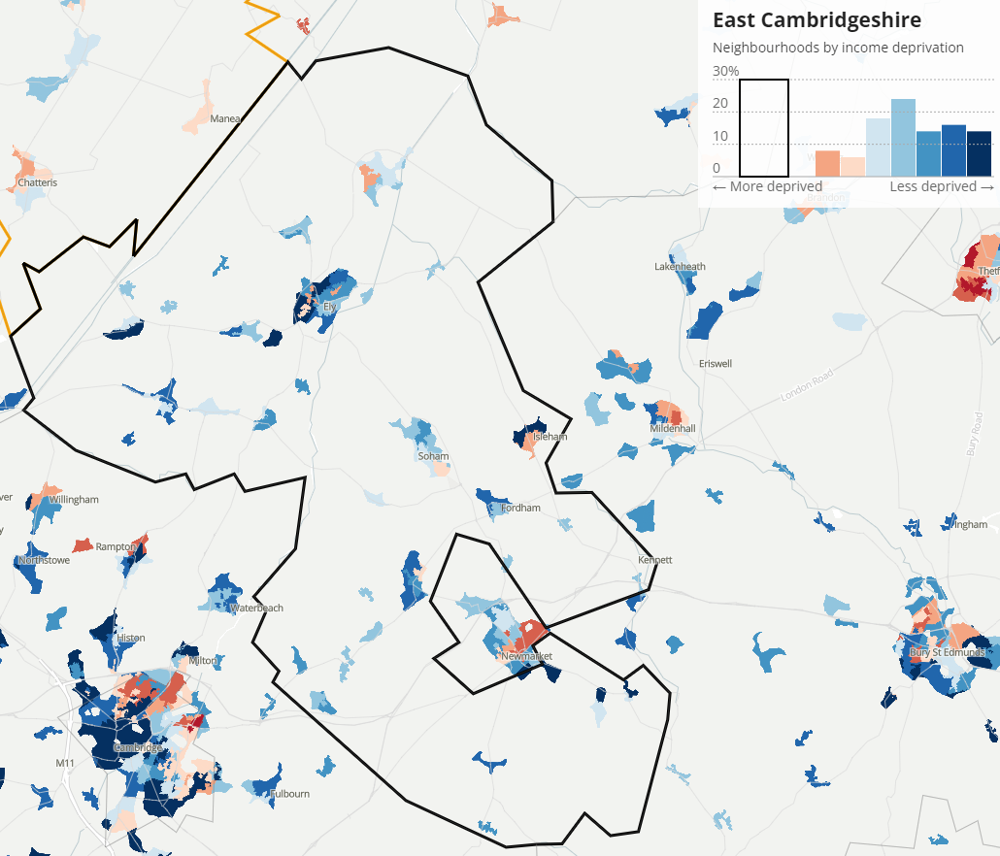 East Cambridgeshire
Neighbourhoods by income deprivation
30%
20
10
0
← More deprived
Less deprived →
Manea
Chatteris
Brandon
Lakenheath
Ely
Eriswell
London Road
Bury Road
Mildenhall
Isleham
Soham
Willingham
Fordham
Rampton
Northstowe
Kennett
Waterbeach
Histon
Milton
Newmarket
Bury St Edmunds
Cambridge
M11
Fulbourn